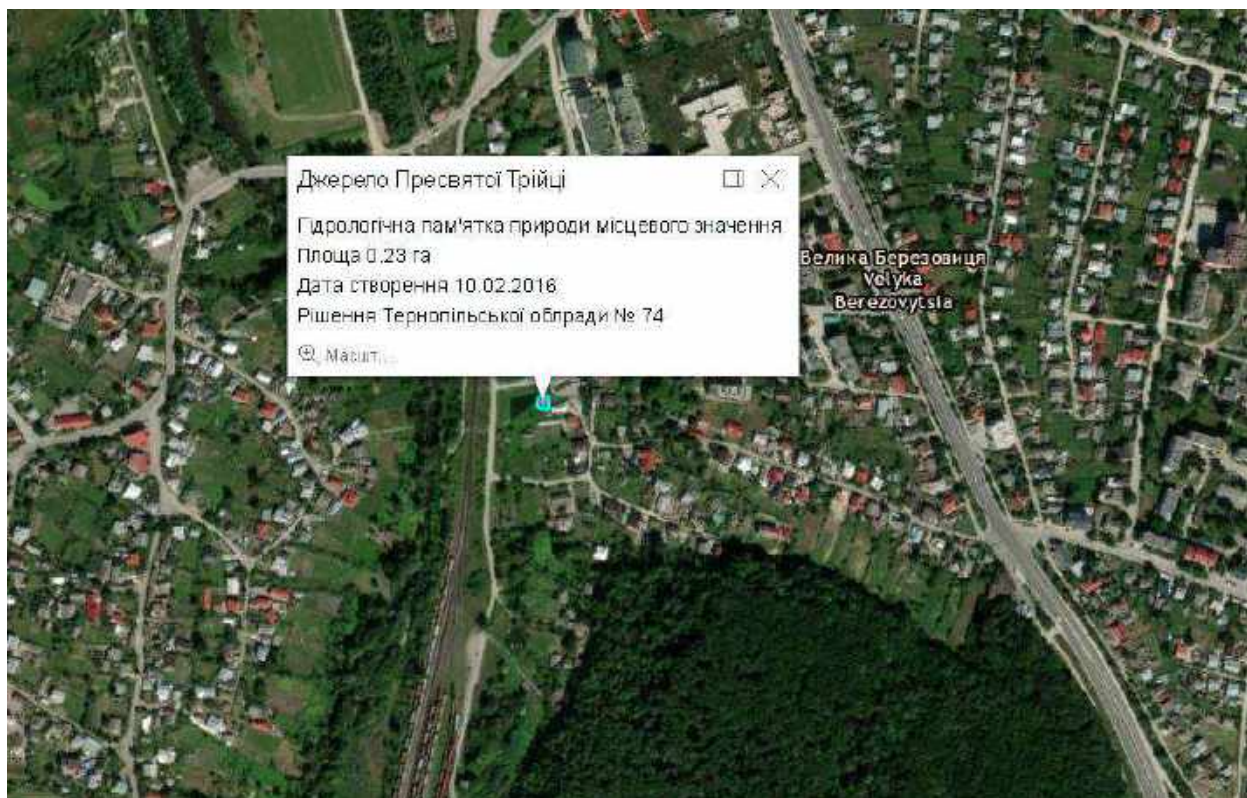 Джерело Пресвятої Трійці
Гідрологічна пам'ятка природи місцевого значення
Площа 0.23 га
Дата створення 10.02.2016
Рішення Тернопільської облради № 74
Масшт...
Велика Березовиця
Velyka
Berezovytsia